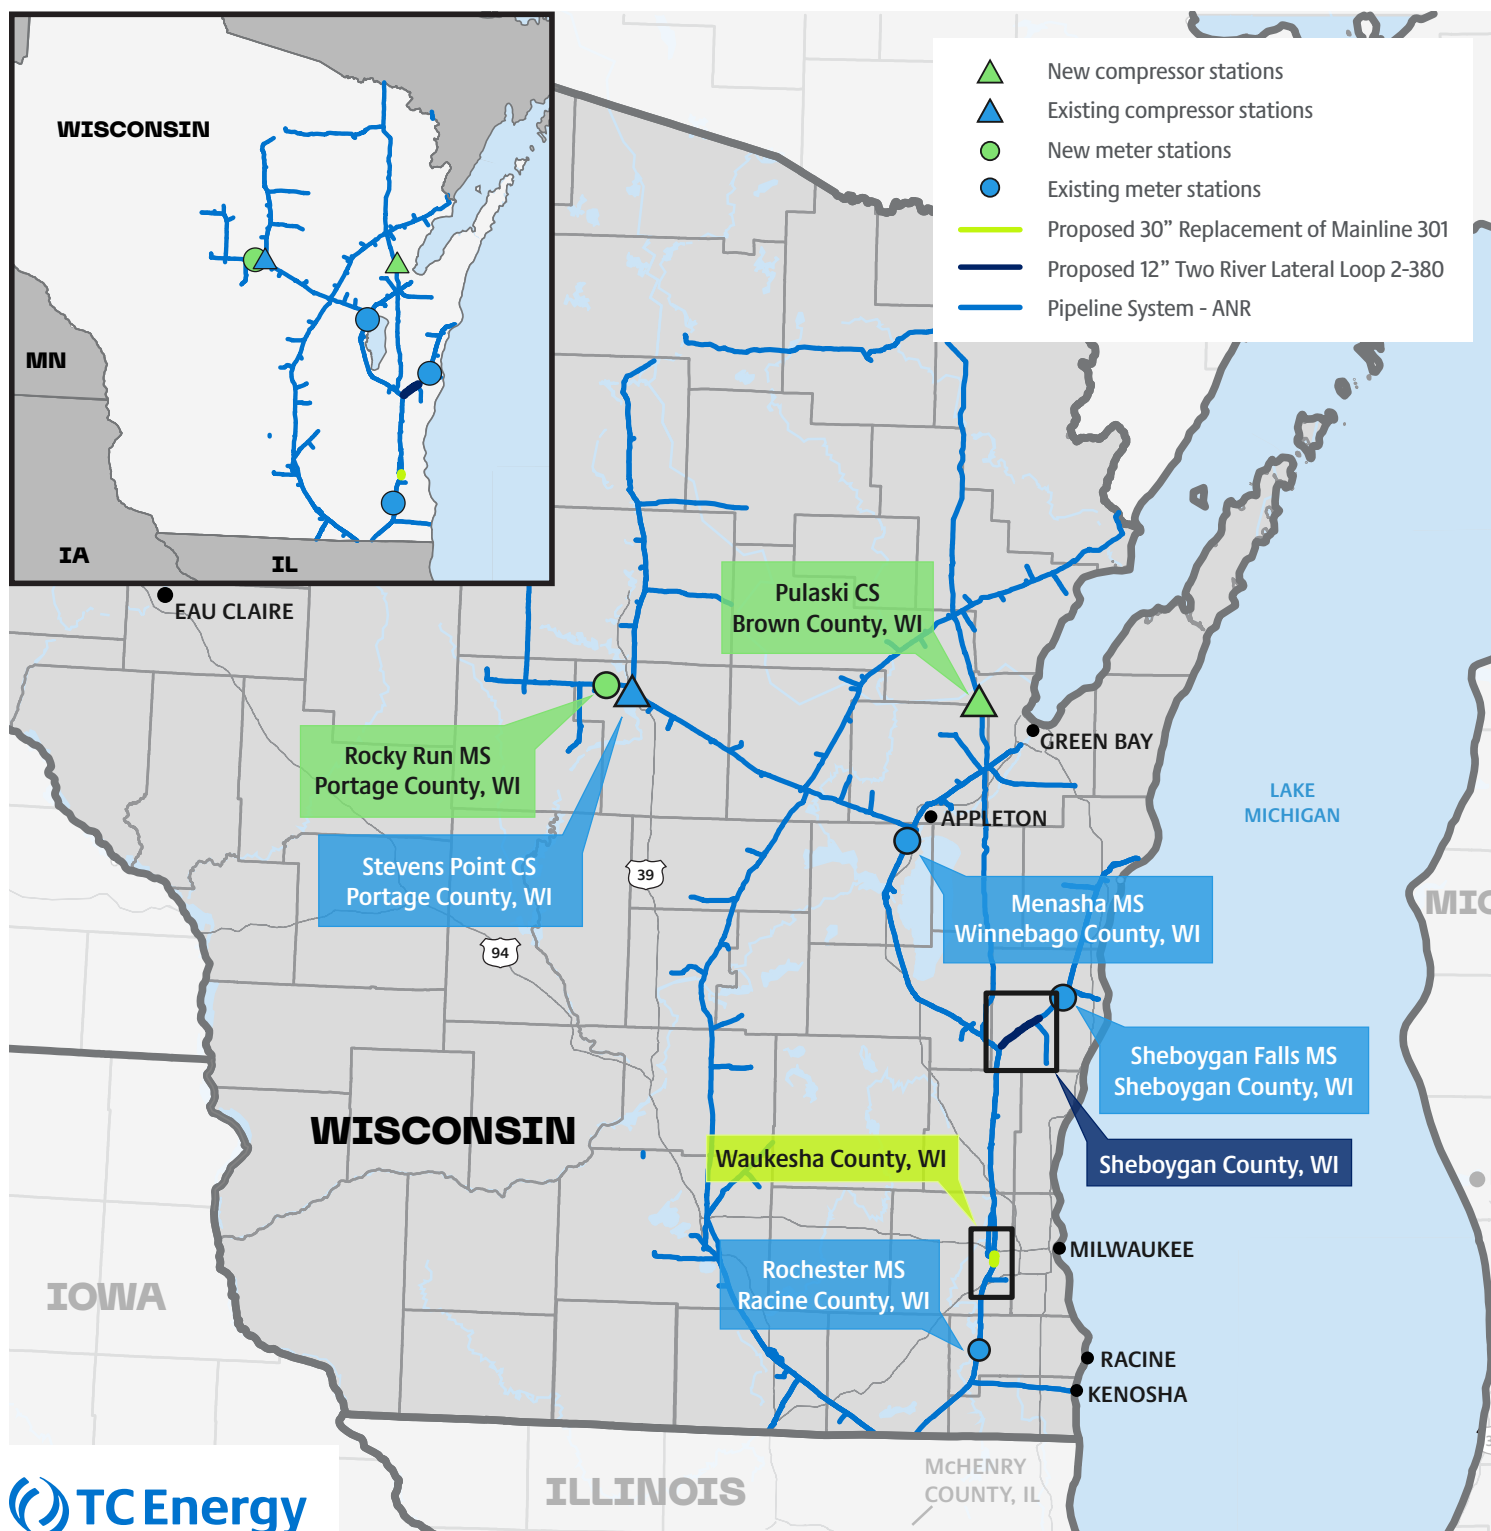 WISCONSIN
MN
IA
IL
New compressor stations
Existing compressor stations
New meter stations
Existing meter stations
Proposed 30” Replacement of Mainline 301
Proposed 12” Two River Lateral Loop 2-380
Pipeline System - ANR
EAU CLAIRE
Pulaski CS
Brown County, WI
Rocky Run MS
Portage County, WI
GREEN BAY
LAKE
MICHIGAN
APPLETON
Stevens Point CS
Portage County, WI
39
94
Menasha MS
Winnebago County, WI
MIC
Sheboygan Falls MS
Sheboygan County, WI
WISCONSIN
Waukesha County, WI
Sheboygan County, WI
MILWAUKEE
Rochester MS
Racine County, WI
IOWA
RACINE
KENOSHA
ILLINOIS
McHENRY
COUNTY, IL
TC Energy